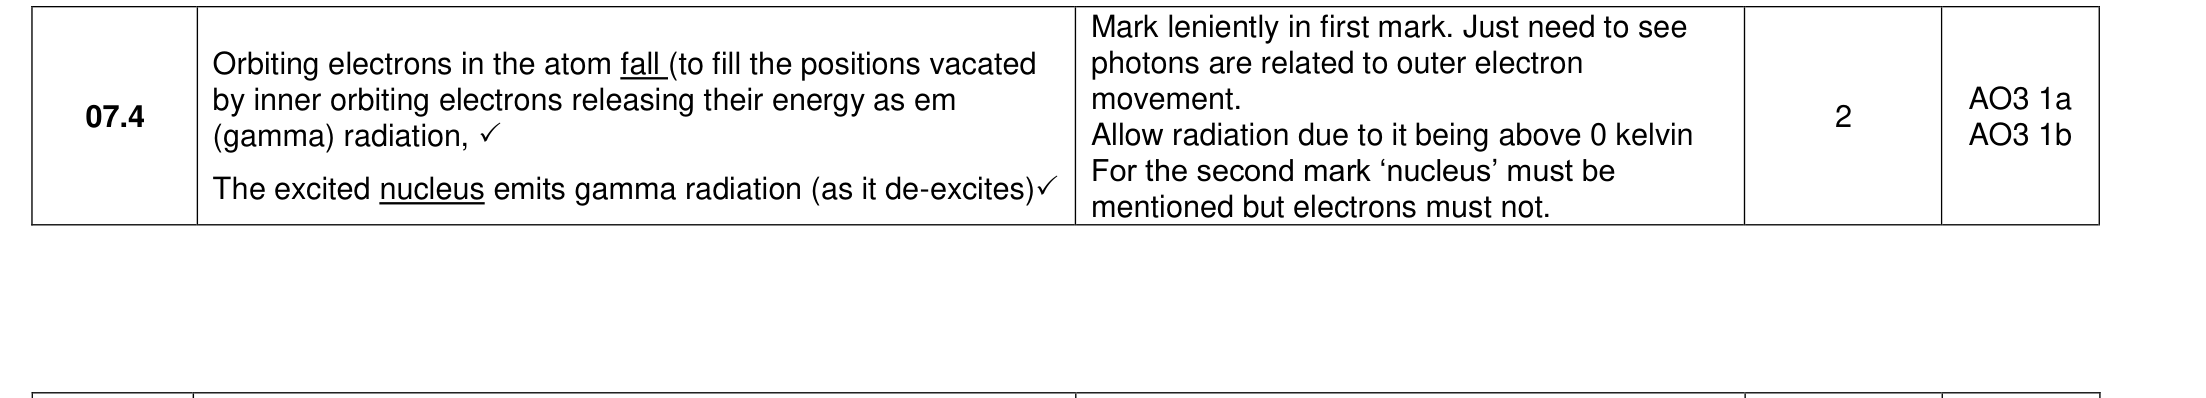 07.4
Orbiting electrons in the atom fall (to fill the positions vacated
by inner orbiting electrons releasing their energy as em
(gamma) radiation, ✓
The excited nucleus emits gamma radiation (as it de-excites)✓
Mark leniently in first mark. Just need to see
photons are related to outer electron
movement.
Allow radiation due to it being above 0 kelvin
For the second mark ‘nucleus’ must be
mentioned but electrons must not.
2
AO3 1a
AO3 1b